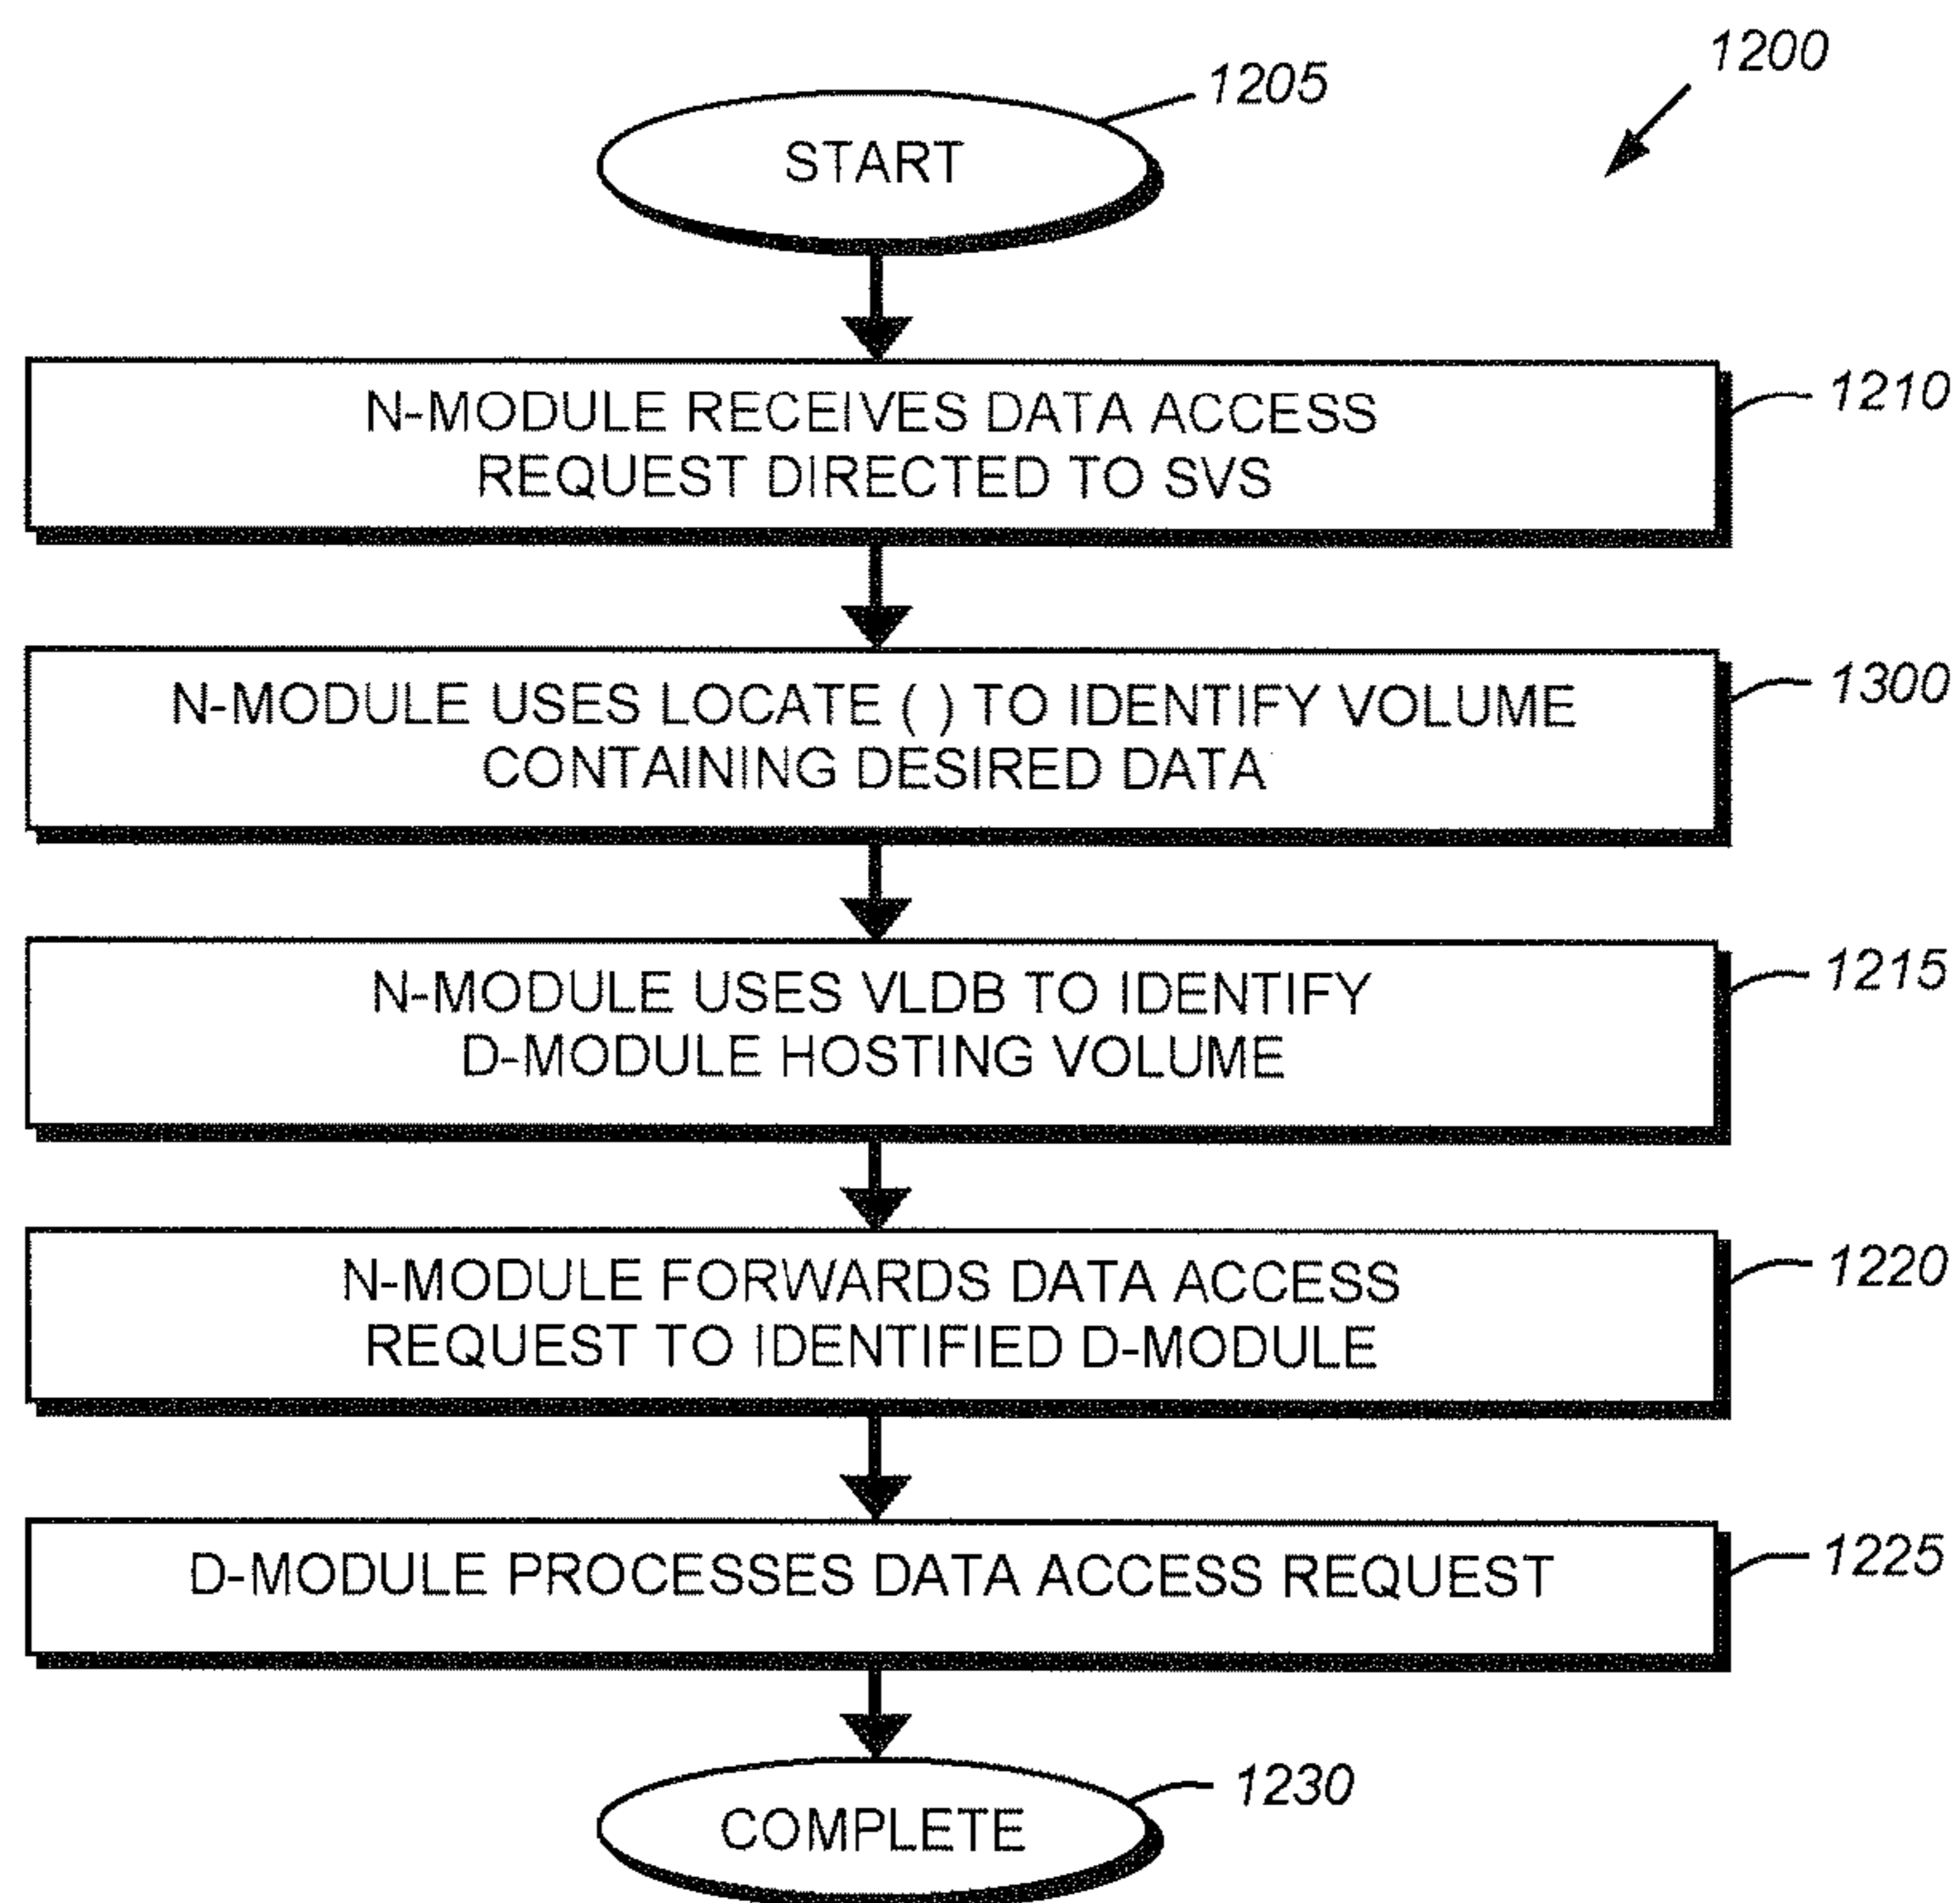 1200
1205
START
N-MODULE RECEIVES DATA ACCESS
REQUEST DIRECTED TO SVS
1210
N-MODULE USES LOCATE ( ) TO IDENTIFY VOLUME
CONTAINING DESIRED DATA
1300
N-MODULE USES VLDB TO IDENTIFY
D-MODULE HOSTING VOLUME
1215
N-MODULE FORWARDS DATA ACCESS
REQUEST TO IDENTIFIED D-MODULE
1220
D-MODULE PROCESSES DATA ACCESS REQUEST
1225
COMPLETE
1230